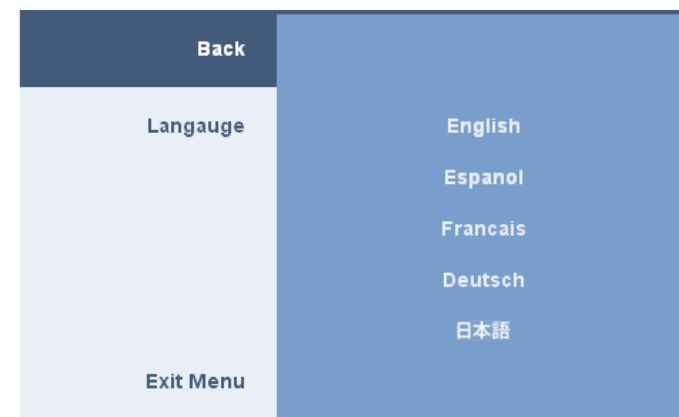 Back
Langauge
English
Espanol
Francais
Deutsch
日本語
Exit Menu